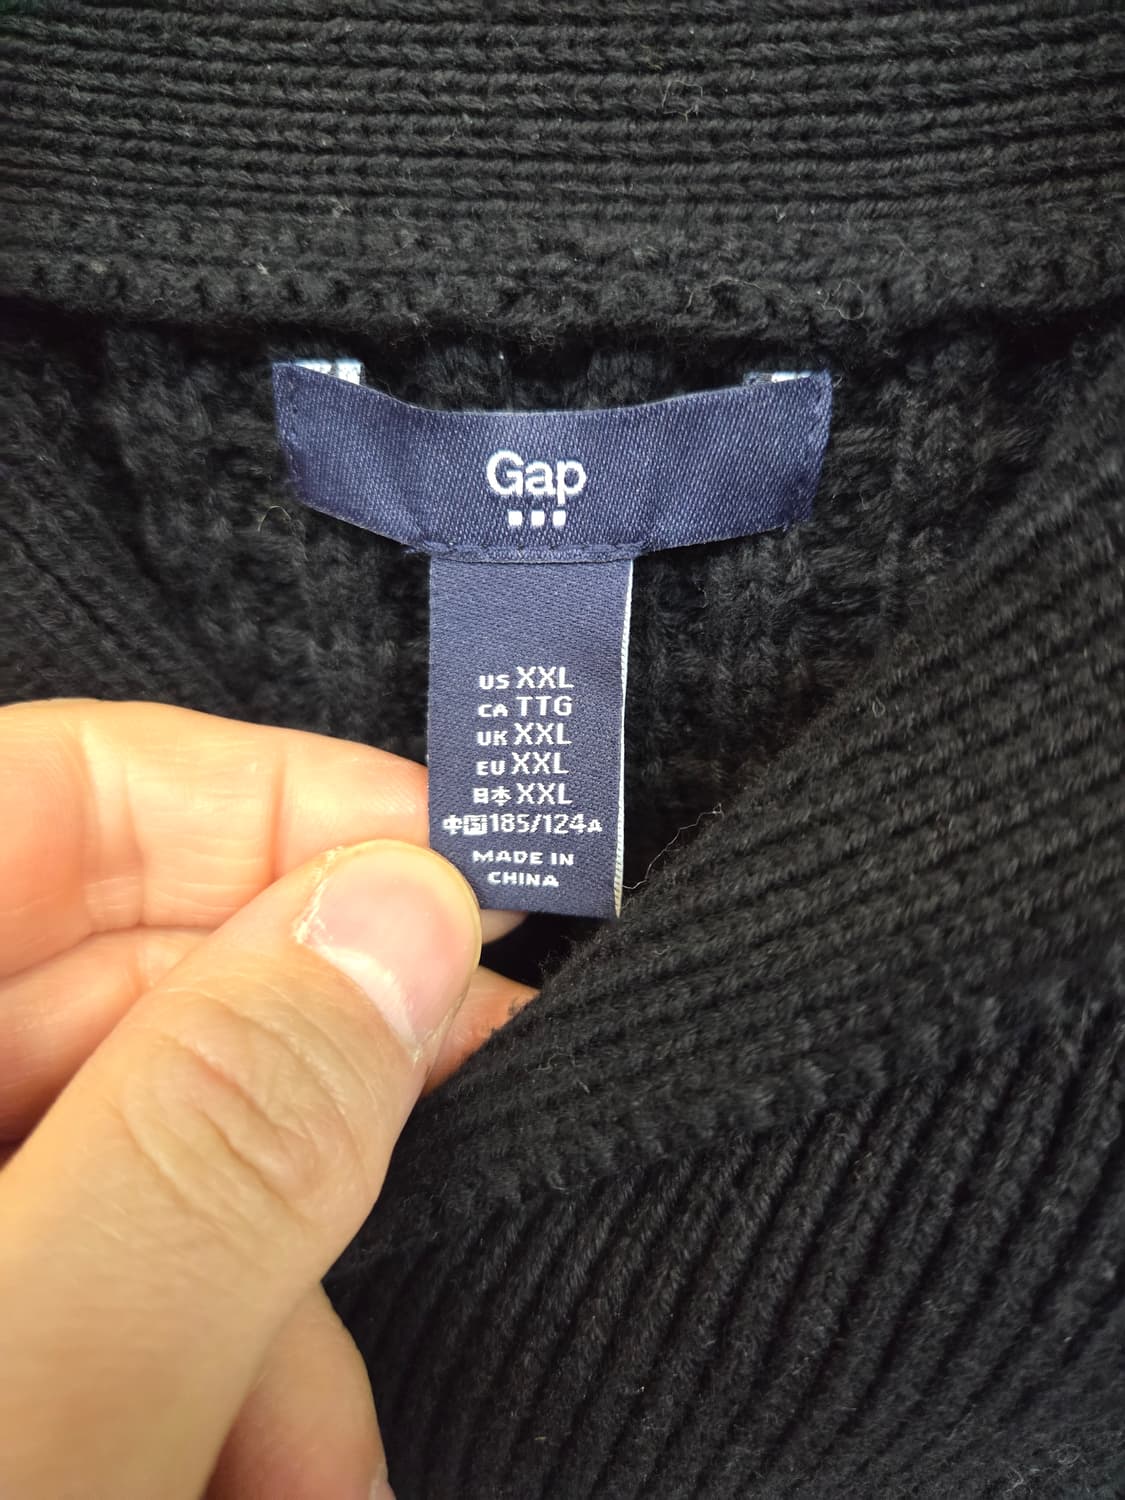 Gap
US XXL
CA TTG
UK XXL
EU XXL
日本 XXL
中国 185/124A
MADE IN
CHINA